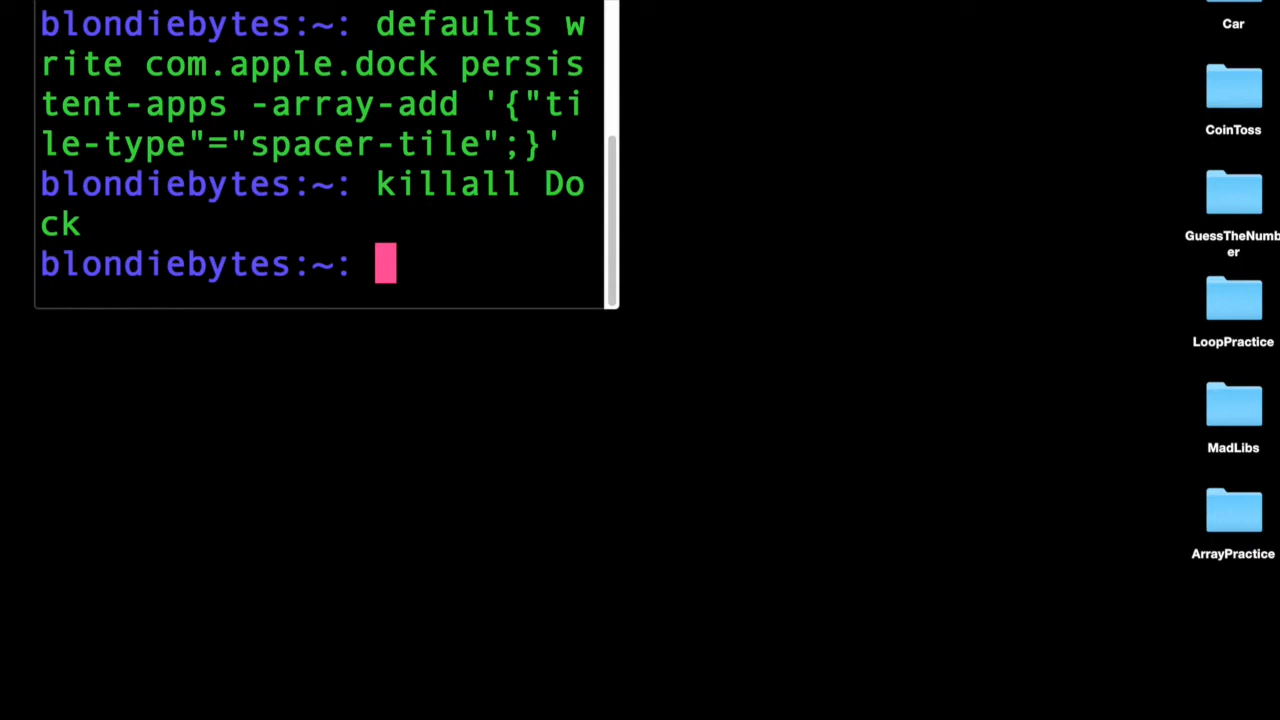 blondiebytes:~: defaults w
rite com.apple.dock persis
tent-apps -array-add '{"ti
le-type"="spacer-tile";}'
blondiebytes:~: killall Do
ck
blondiebytes:~:
Car
CoinToss
GuessTheNumb
er
LoopPractice
MadLibs
ArrayPractice